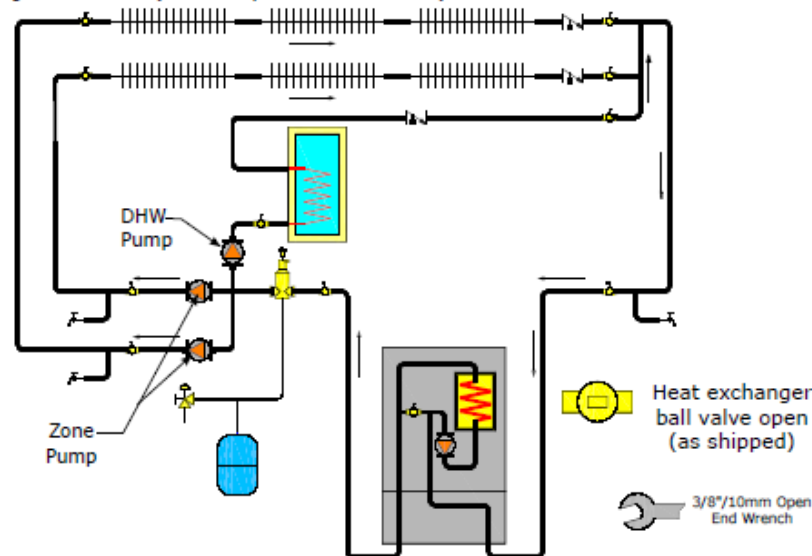 DHW
Pump
Zone
Pump
Heat exchanger
ball valve open
(as shipped)
3/8"/10mm Open
End Wrench